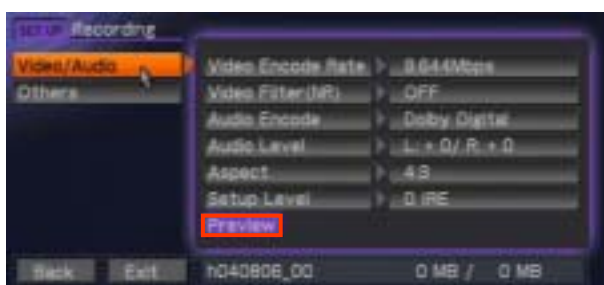 SETUP Recording
Video/Audio
Others
Video Encode Rate 8.644Mbps
Video Filter(NR) OFF
Audio Encode Dolby Digital
Audio Level L: + 0/ R: + 0
Aspect 4:3
Setup Level 0 IRE
Preview
Back Exit h040806_00 0 MB / 0 MB